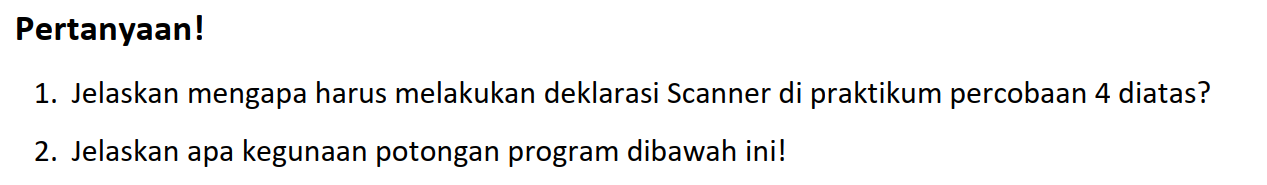 Pertanyaan!
1. Jelaskan mengapa harus melakukan deklarasi Scanner di praktikum percobaan 4 diatas?
2. Jelaskan apa kegunaan potongan program dibawah ini!